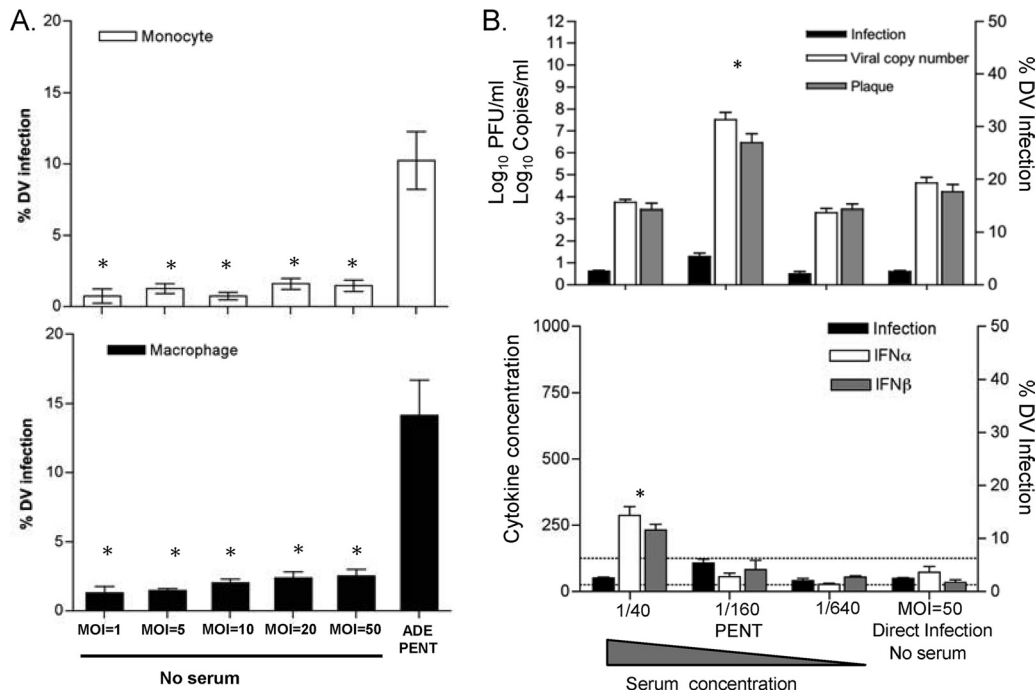 A.
20
15
10
5
0
% DV infection
Monocyte
* * * * *
20
15
10
5
0
% DV infection
Macrophage
* * * * *
MOI=1 MOI=5 MOI=10 MOI=20 MOI=50 ADE
PENT
No serum
B.
12
11
10
9
8
7
6
5
4
3
2
1
0
Log₁₀ PFU/ml
Log₁₀ Copies/ml
Infection
Viral copy number
Plaque
*
50
40
30
20
10
0
% DV Infection
1000
750
500
250
0
Cytokine concentration
Infection
IFNα
IFNβ
*
50
40
30
20
10
0
% DV Infection
1/40 1/160 1/640 MOI=50
PENT Direct Infection
No serum
Serum concentration